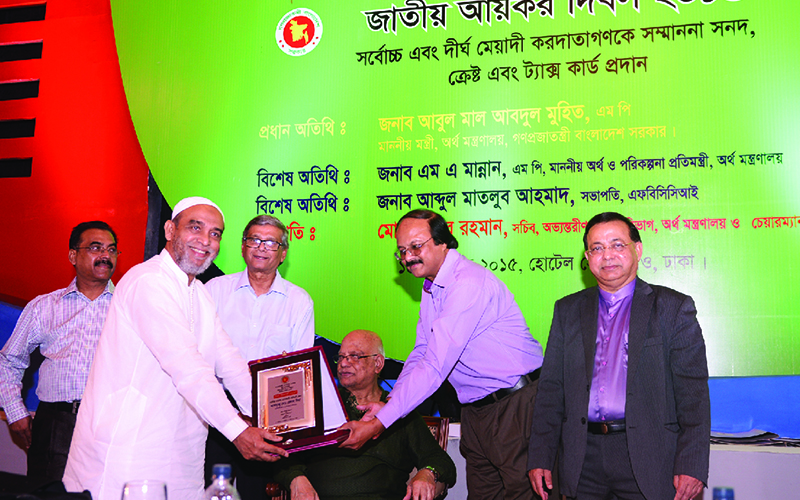 জাতীয় আয়কর দিবস
সর্বোচ্চ এবং দীর্ঘ মেয়াদী করদাতাগণকে সম্মাননা সনদ,
ক্রেষ্ট এবং ট্যাক্স কার্ড প্রদান
প্রধান অতিথি ঃ জনাব আবুল মাল আবদুল মুহিত, এম পি
মাননীয় মন্ত্রী, অর্থ মন্ত্রণালয়, গণপ্রজাতন্ত্রী বাংলাদেশ সরকার।
বিশেষ অতিথি ঃ জনাব এম এ মান্নান, এম পি, মাননীয় অর্থ ও পরিকল্পনা প্রতিমন্ত্রী, অর্থ মন্ত্রণালয়
বিশেষ অতিথি ঃ জনাব আব্দুল মাতলুব আহমাদ, সভাপতি, এফবিসিসিআই
রহমান, সচিব, অভ্যন্তরীণ অর্থ মন্ত্রণালয় ও চেয়ারম্যান
২০১৫, হোটেল ঢাকা।